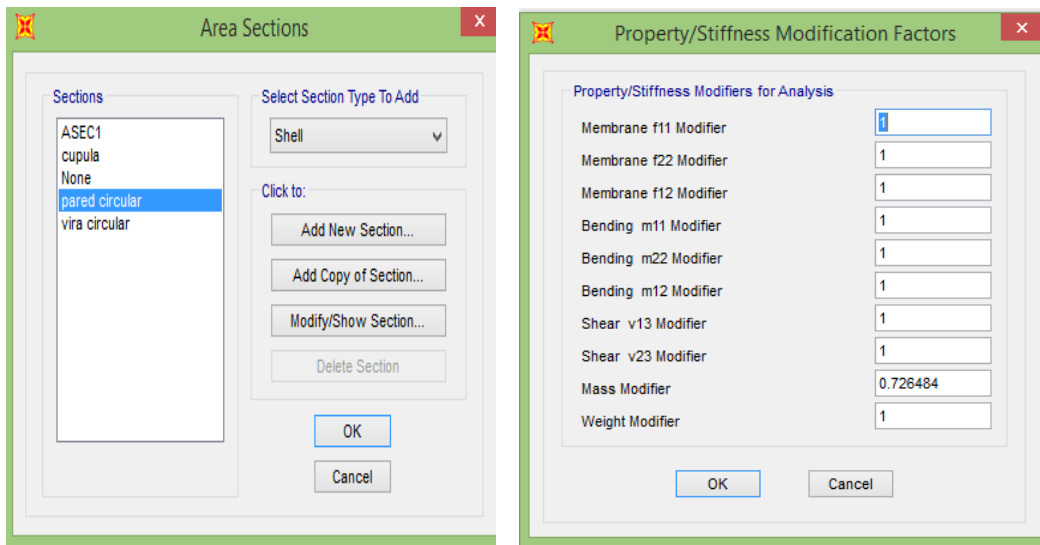 Area Sections
X
Sections
ASEC1
cupula
None
pared circular
vira circular
Select Section Type To Add
Shell
Click to:
Add New Section...
Add Copy of Section...
Modify/Show Section...
Delete Section
OK
Cancel
Property/Stiffness Modification Factors
×
Property/Stiffness Modifiers for Analysis
Membrane f11 Modifier 1
Membrane f22 Modifier 1
Membrane f12 Modifier 1
Bending m11 Modifier 1
Bending m22 Modifier 1
Bending m12 Modifier 1
Shear v13 Modifier 1
Shear v23 Modifier 1
Mass Modifier 0.726484
Weight Modifier 1
OK Cancel